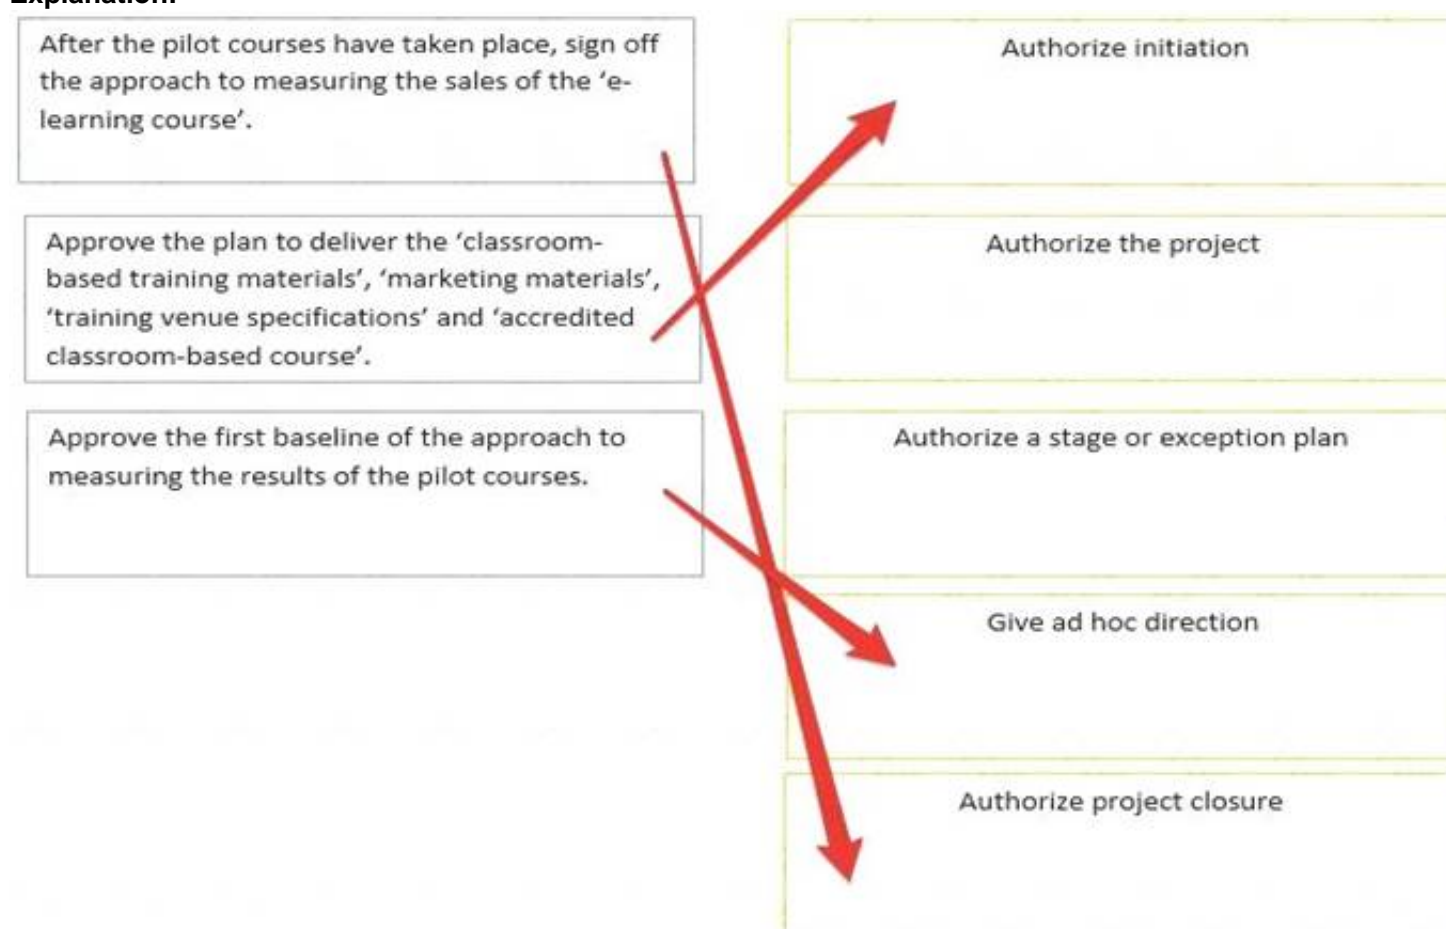 Explanation:
After the pilot courses have taken place, sign off
the approach to measuring the sales of the ‘e-
learning course’.
Approve the plan to deliver the ‘classroom-
based training materials’, ‘marketing materials’,
‘training venue specifications’ and ‘accredited
classroom-based course’.
Approve the first baseline of the approach to
measuring the results of the pilot courses.
Authorize initiation
Authorize the project
Authorize a stage or exception plan
Give ad hoc direction
Authorize project closure